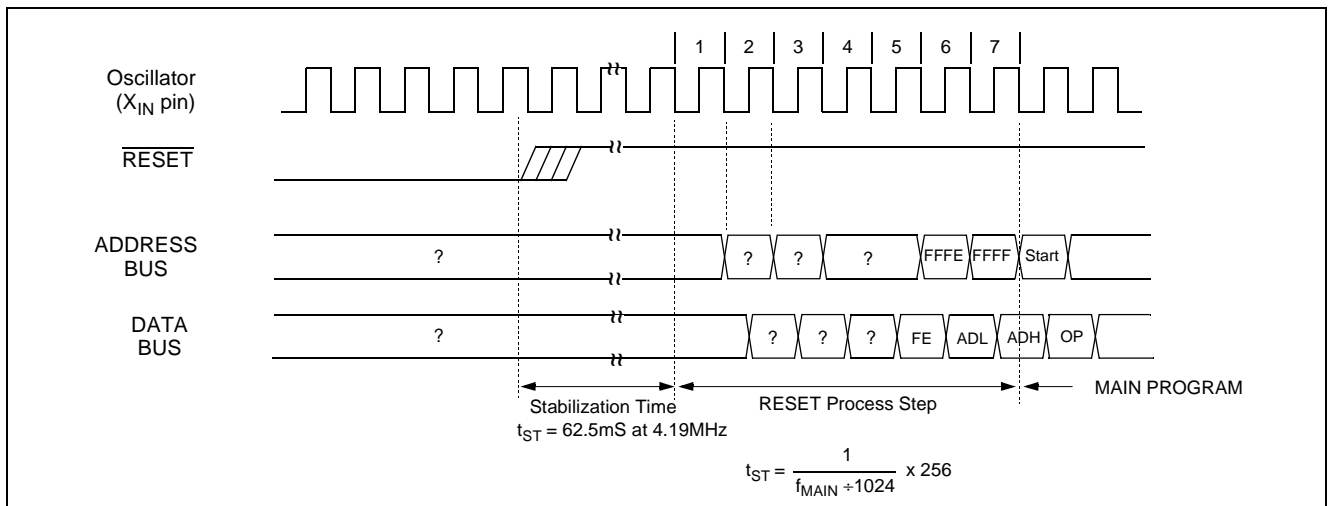 1 2 3 4 5 6 7
Oscillator
(XIN pin)
RESET
ADDRESS
BUS
? ? ? ? FFFE FFFF Start
DATA
BUS
? ? ? ? FE ADL ADH OP
MAIN PROGRAM
Stabilization Time
RESET Process Step
tST = 62.5mS at 4.19MHz
tST = 1 / fMAIN ÷1024 x 256